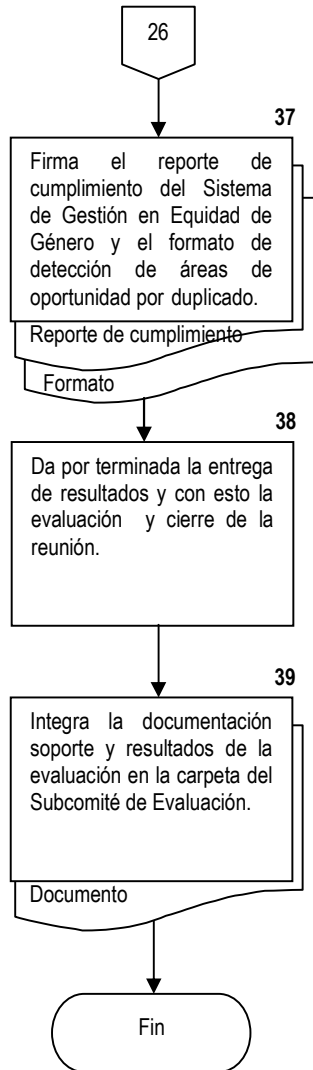 26
37
Firma el reporte de
cumplimiento del Sistema
de Gestión en Equidad de
Género y el formato de
detección de áreas de
oportunidad por duplicado.
Reporte de cumplimiento
Formato
38
Da por terminada la entrega
de resultados y con esto la
evaluación y cierre de la
reunión.
39
Integra la documentación
soporte y resultados de la
evaluación en la carpeta del
Subcomité de Evaluación.
Documento
Fin